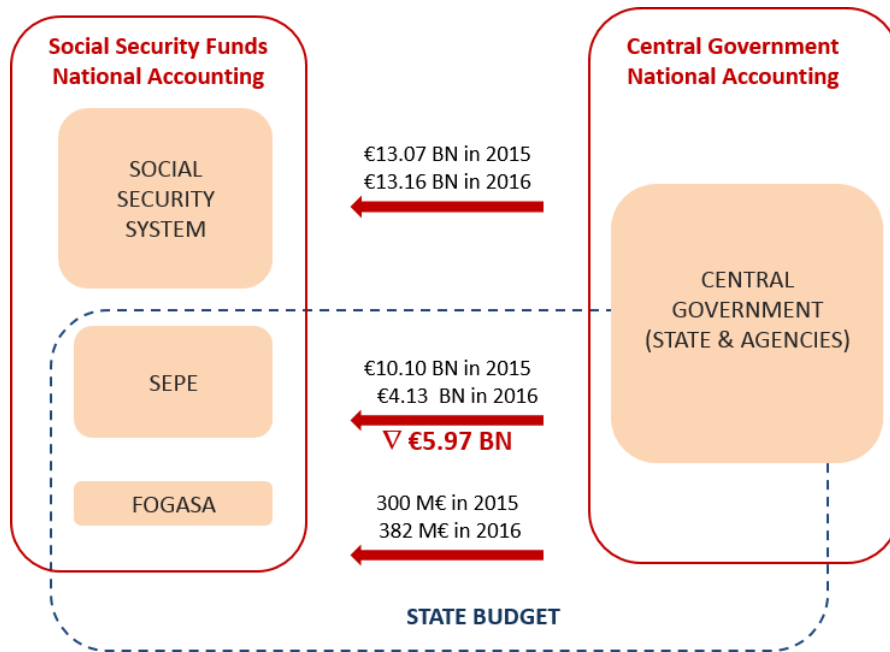 Social Security Funds
National Accounting
Central Government
National Accounting
SOCIAL
SECURITY
SYSTEM
€13.07 BN in 2015
€13.16 BN in 2016
CENTRAL
GOVERNMENT
(STATE & AGENCIES)
SEPE
€10.10 BN in 2015
€4.13 BN in 2016
∇ €5.97 BN
FOGASA
300 M€ in 2015
382 M€ in 2016
STATE BUDGET